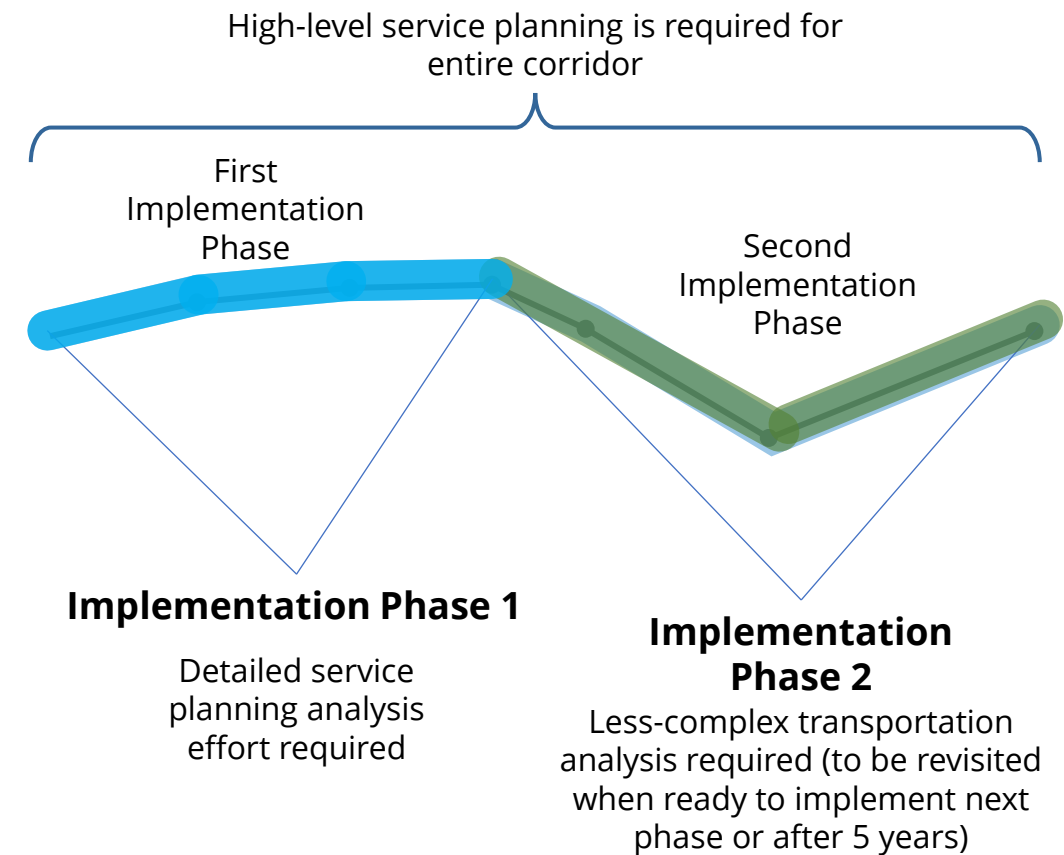 High-level service planning is required for
entire corridor
First
Implementation
Phase
Second
Implementation
Phase
Implementation Phase 1
Detailed service
planning analysis
effort required
Implementation
Phase 2
Less-complex transportation
analysis required (to be revisited
when ready to implement next
phase or after 5 years)